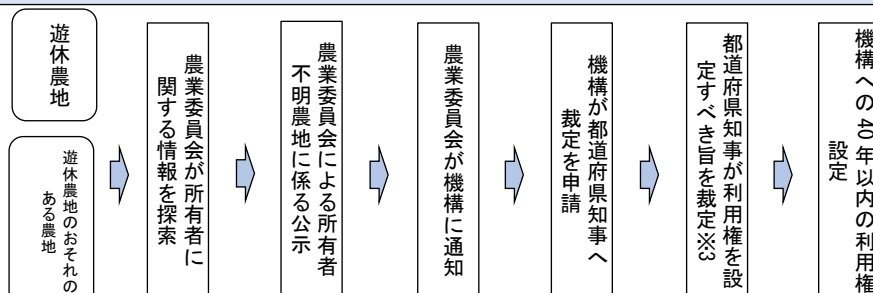 遊休農地
遊休農地のおそれの
ある農地
農業委員会が所有者に
関する情報を探索
農業委員会による所有者
不明農地に係る公示
農業委員会が機構に通知
機構が都道府県知事へ
裁定を申請
都道府県知事が利用権を設
定すべき旨を裁定※3
機構への40年以内の利用権
設定